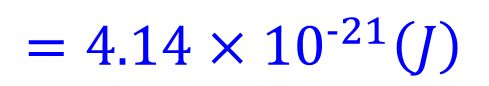 = 4.14 × 10⁻²¹(J)